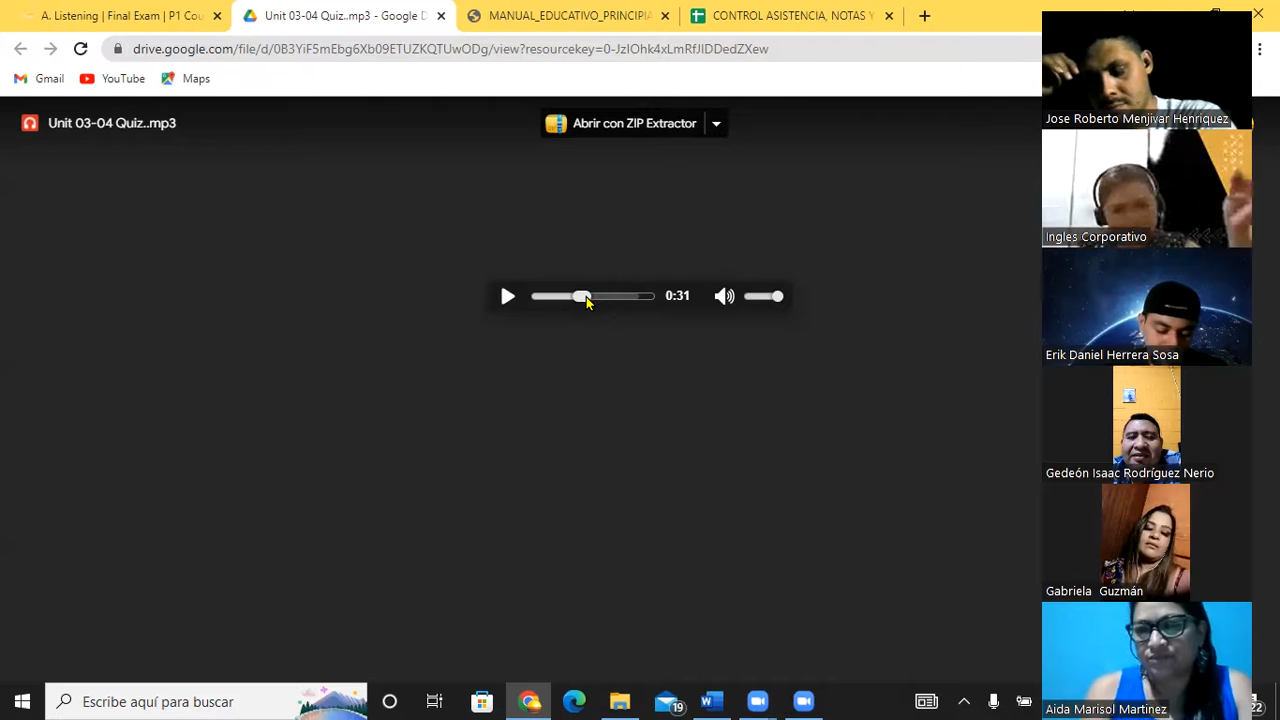 A. Listening | Final Exam | P1 Cou
Unit 03-04 Quiz..mp3 - Google D
MANUAL_EDUCATIVO_PRINCIPIA
CONTROL ASISTENCIA, NOTAS Y
drive.google.com/file/d/0B3YiF5mEbg6Xb09ETUZKQTUwODg/view?resourcekey=0-JzIOhk4xLmRfJIDDedZXew
Gmail
YouTube
Maps
Unit 03-04 Quiz..mp3
Abrir con ZIP Extractor
0:31
Jose Roberto Menjivar Henriquez
Ingles Corporativo
Erik Daniel Herrera Sosa
Gedeón Isaac Rodríguez Nerio
Gabriela Guzmán
Aida Marisol Martinez
Escribe aquí para buscar
19
22